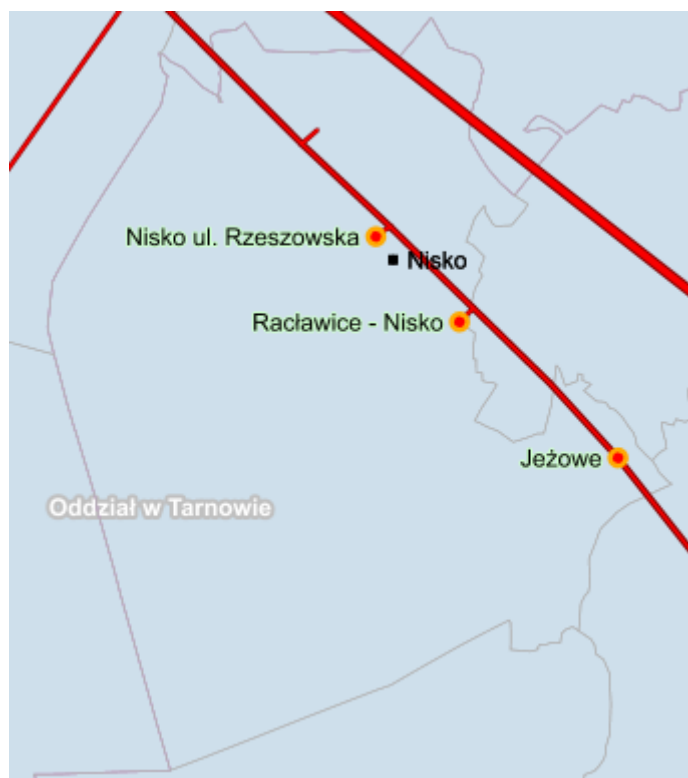 Nisko ul. Rzeszowska
Nisko
Racławice - Nisko
Jeżowe
Oddział w Tarnowie